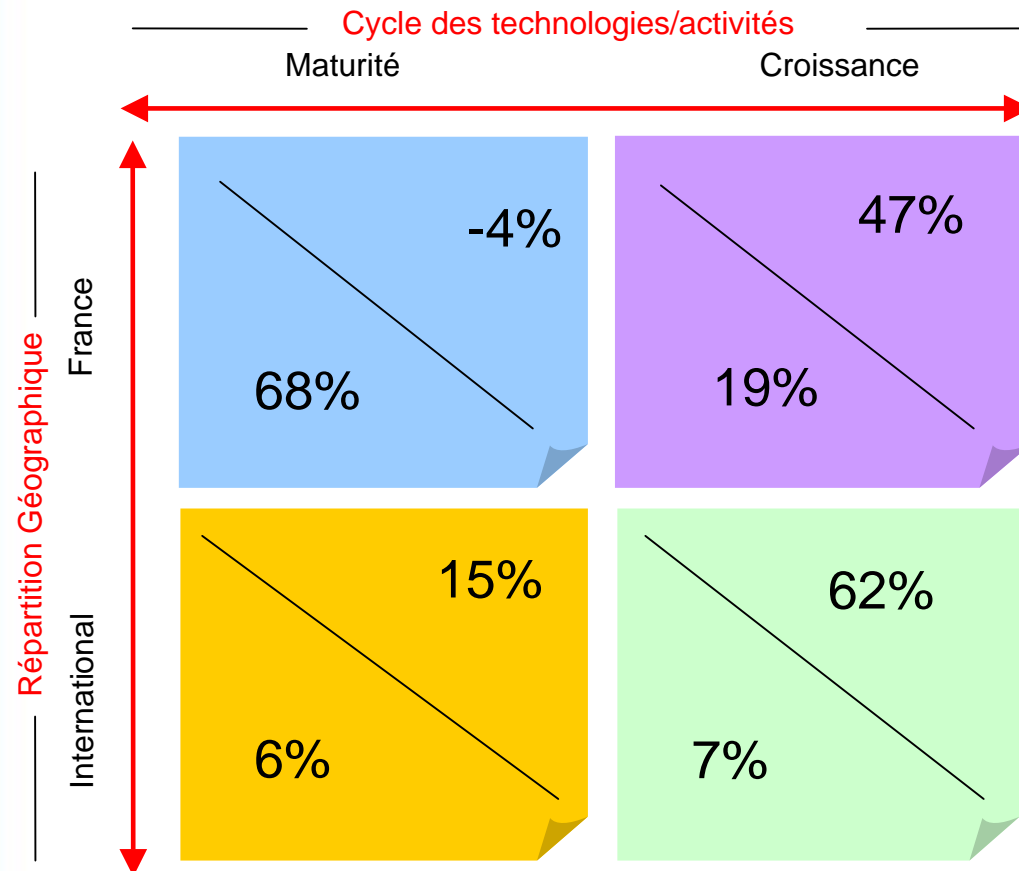 Cycle des technologies/activités
Maturité
Croissance
Répartition Géographique
France
-4%
68%
47%
19%
International
15%
6%
62%
7%